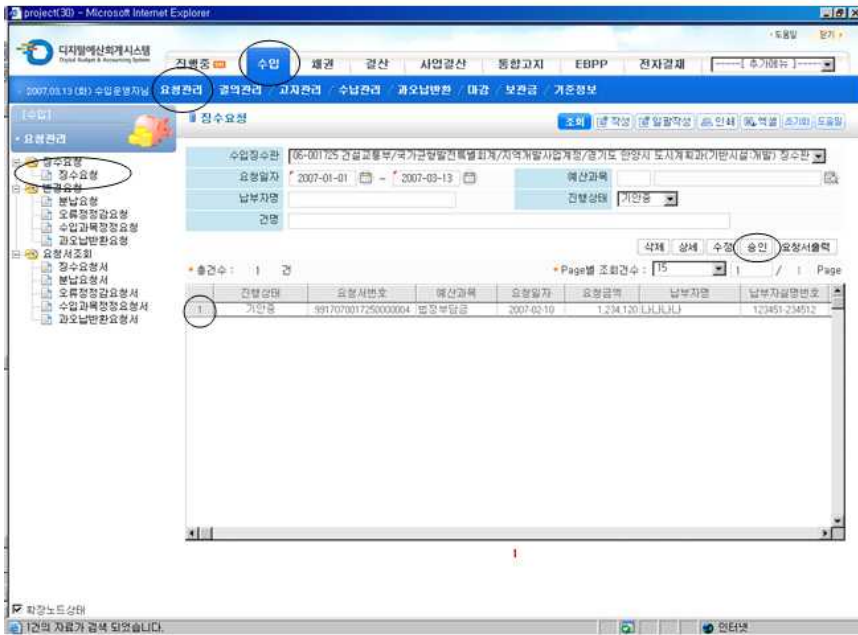 project(30) - Microsoft Internet Explorer
도움말 닫기
디지털예산회계시스템
Digital Budget & Accounting System
진행중 수입 채권 결산 사업결산 통합고지 EBPP 전자결재 -----[ 추가메뉴 ]-----
2007.03.13 (화) 수입운영자님 요청관리 결의관리 / 고지관리 / 수납관리 / 과오납반환 / 마감 / 보관금 / 기준정보
[수입]
• 요청관리
징수요청
조회 작성 일괄작성 인쇄 엑셀 초기화 도움말
징수요청
징수요청
변경요청
분납요청
오류정정감요청
수입과목정정요청
과오납반환요청
요청서조회
징수요청서
분납요청서
오류정정감요청서
수입과목정정요청서
과오납반환요청서
수입징수관 [06-001725 건설교통부/국가균형발전특별회계/지역개발사업계정/경기도 안양시 도시계획과(기반시설:개발) 징수관
요청일자 2007-01-01 ~ 2007-03-13 예산과목
납부자명 진행상태 기안중
건명
삭제 상세 수정 승인 요청서출력
• 총건수 : 1 건 • Page별 조회건수 : 15 1 / 1 Page
진행상태 요청서번호 예산과목 요청일자 요청금액 납부자명 납부자실명번호
1 기안중 9917070017250000004 법정부담금 2007-02-10 1,234,120 나나나나 123451-234512
1
확장노드상태
1건의 자료가 검색 되었습니다. 인터넷